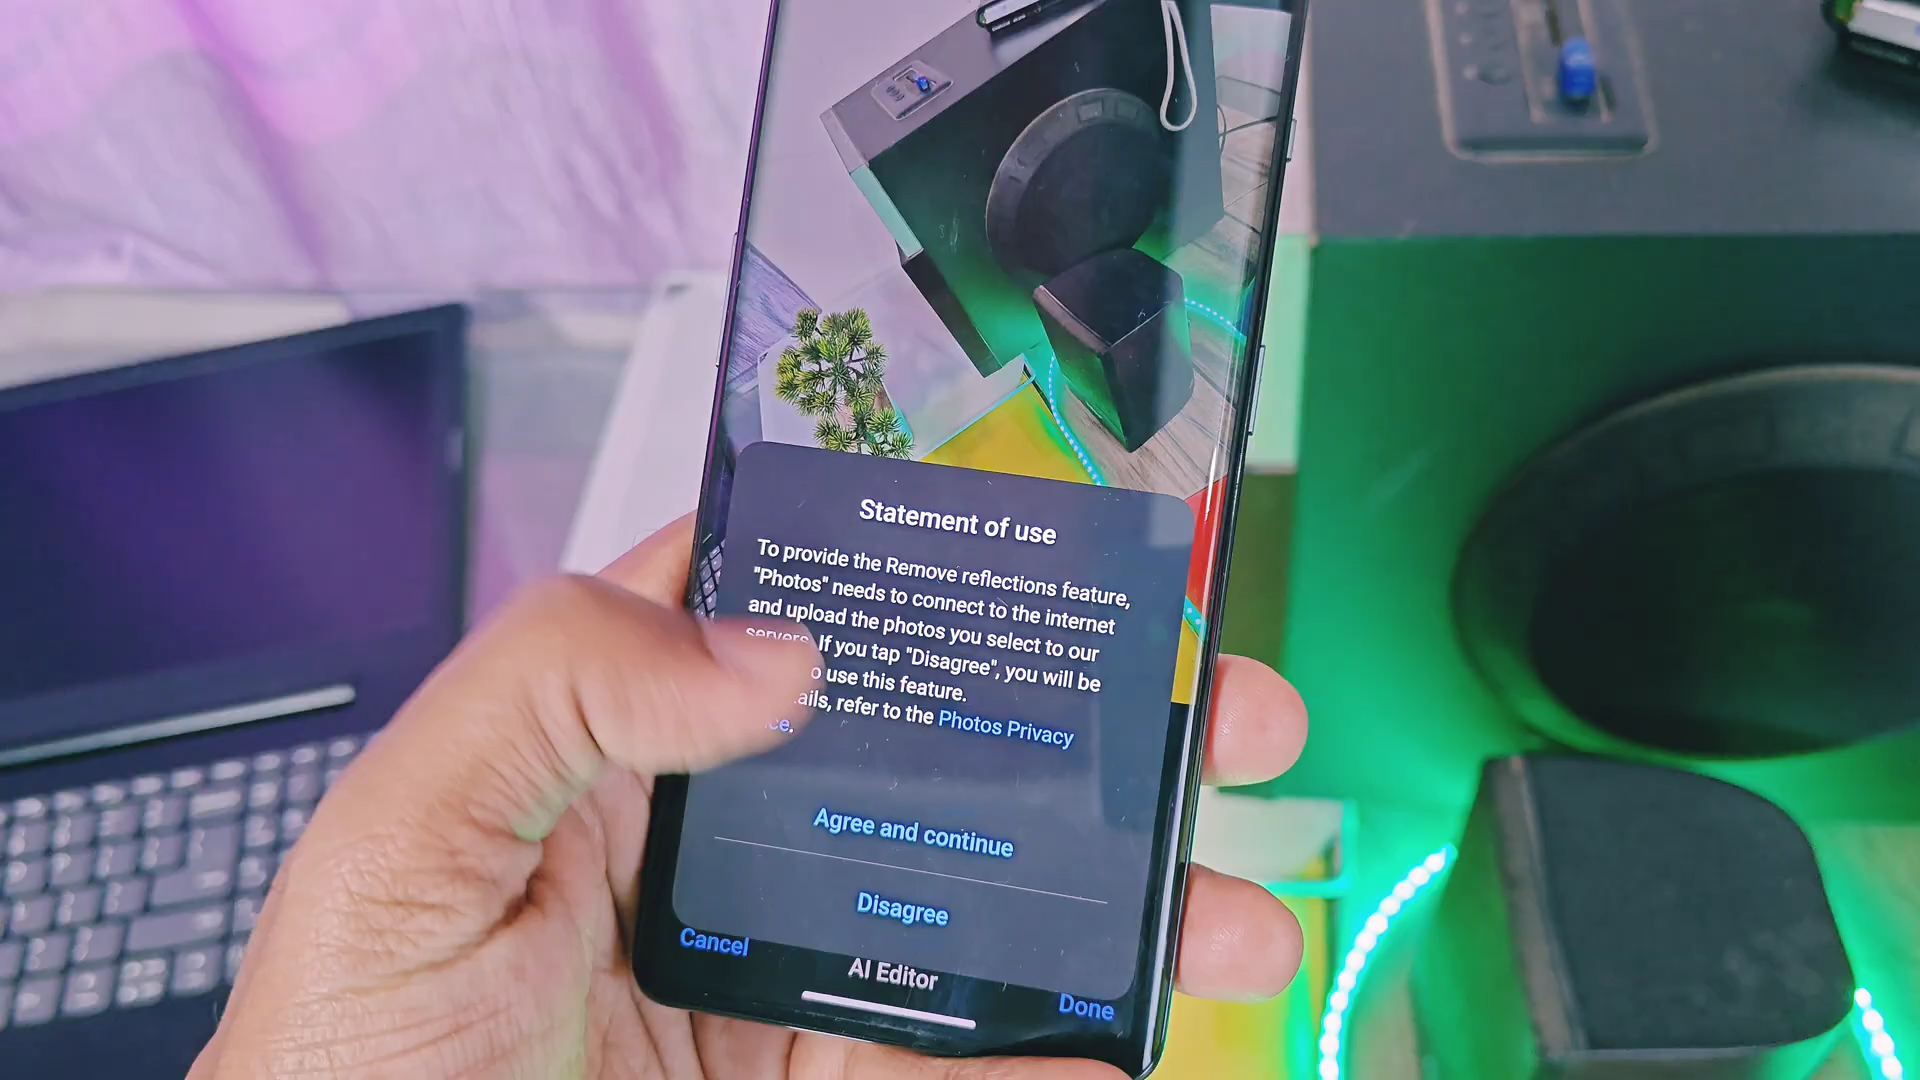 Statement of use
To provide the Remove reflections feature,
"Photos" needs to connect to the internet
and upload the photos you select to our
servers. If you tap "Disagree", you will be
use this feature.
refer to the Photos Privacy
Agree and continue
Disagree
Cancel
AI Editor
Done